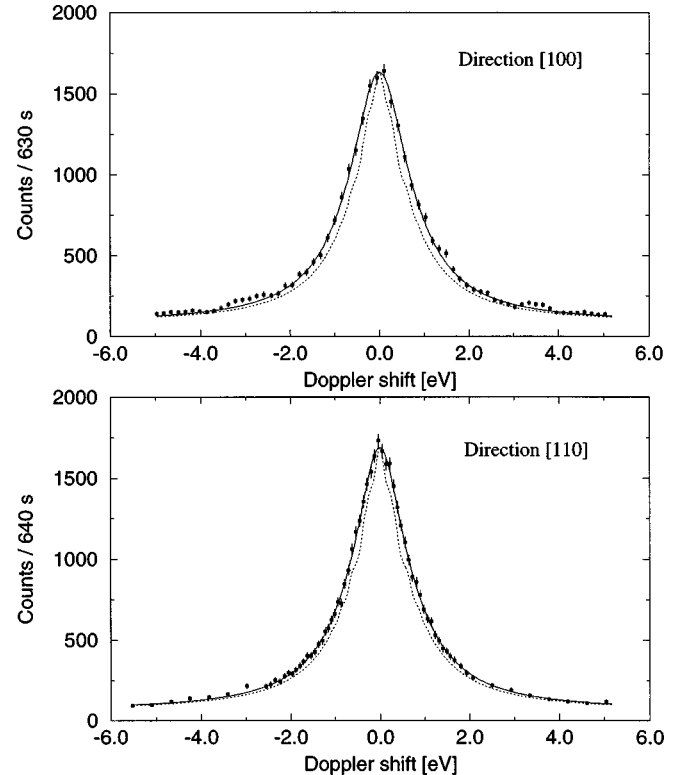 2000
Direction [100]
1500
Counts / 630 s
1000
500
0
-6.0 -4.0 -2.0 0.0 2.0 4.0 6.0
Doppler shift [eV]
2000
Direction [110]
1500
Counts / 640 s
1000
500
0
-6.0 -4.0 -2.0 0.0 2.0 4.0 6.0
Doppler shift [eV]